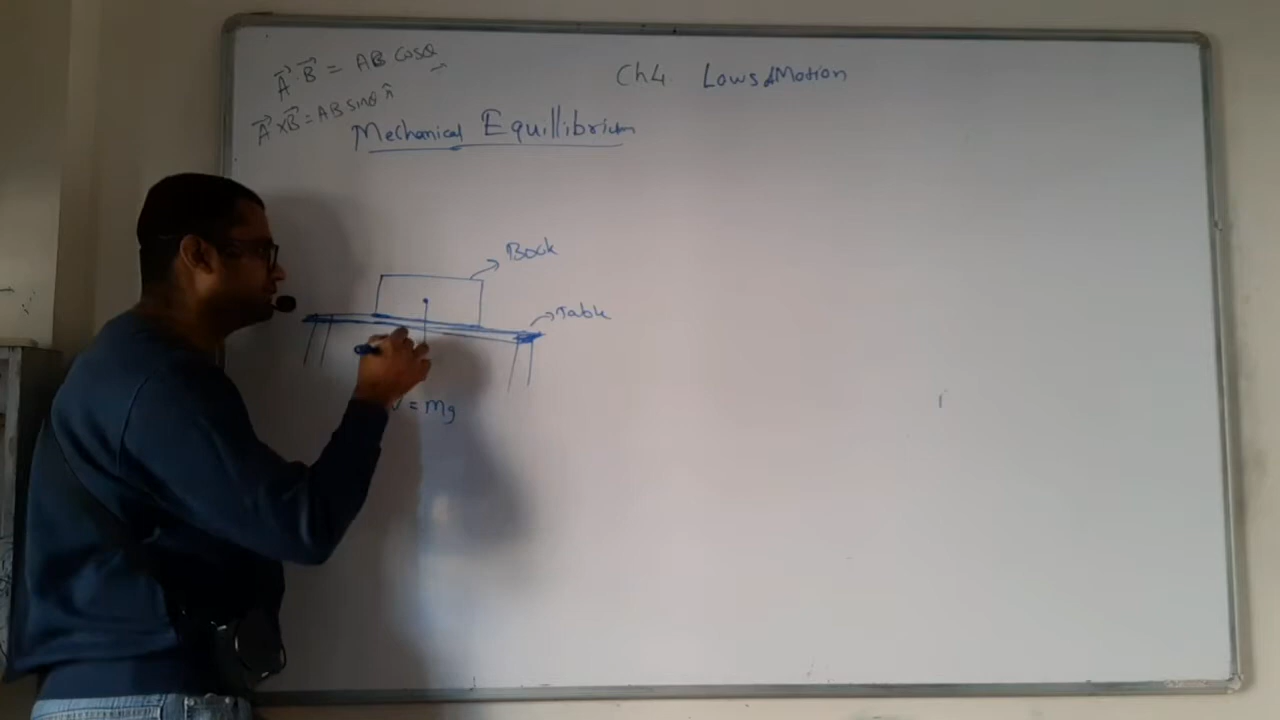 A⃗ · B⃗ = AB cosθ
A⃗ × B⃗ = AB sinθ n̂
Ch4 Laws of Motion
Mechanical Equillibrium
Book
Table
= Mg